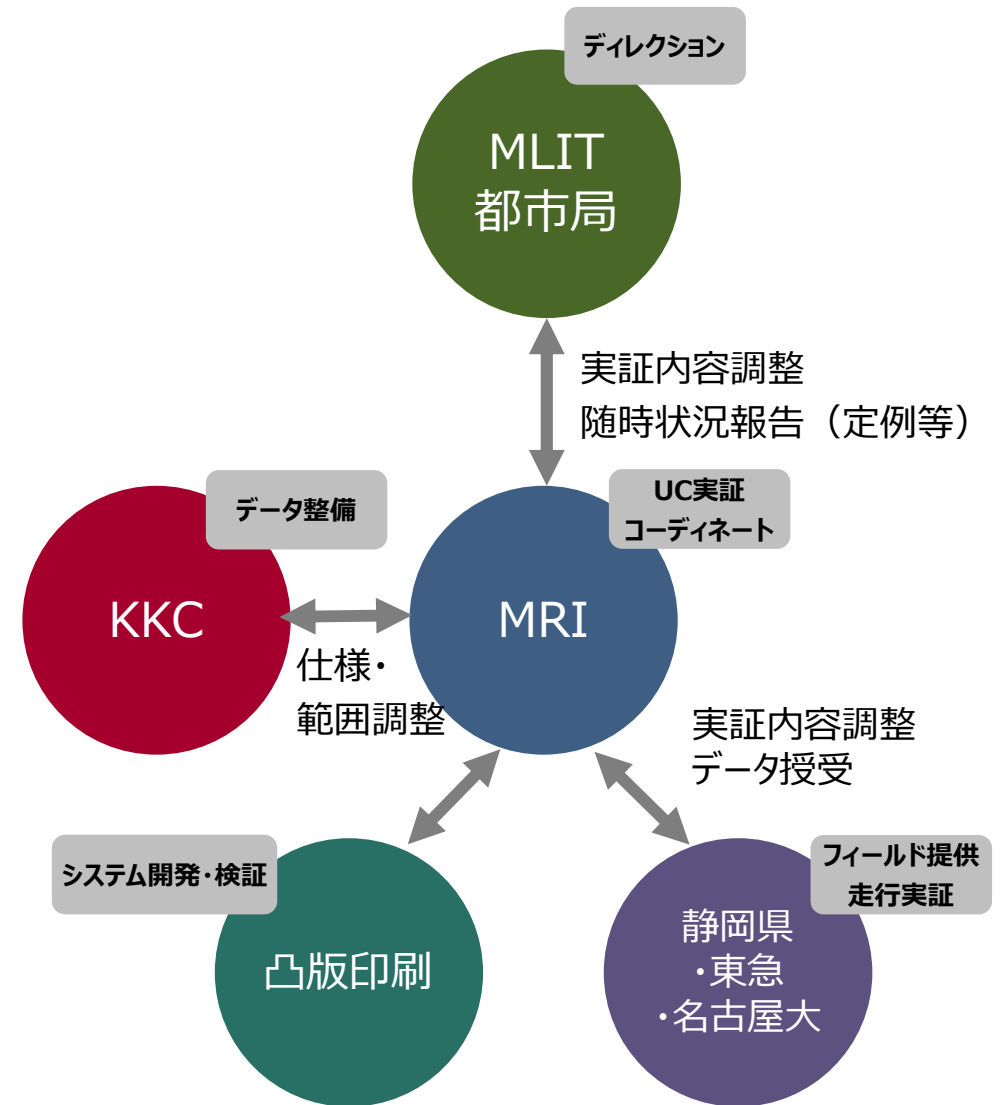 ディレクション
MLIT
都市局
実証内容調整
随時状況報告（定例等）
データ整備
UC実証
コーディネート
KKC
MRI
仕様・
範囲調整
実証内容調整
データ授受
システム開発・検証
フィールド提供
走行実証
凸版印刷
静岡県
・東急
・名古屋大